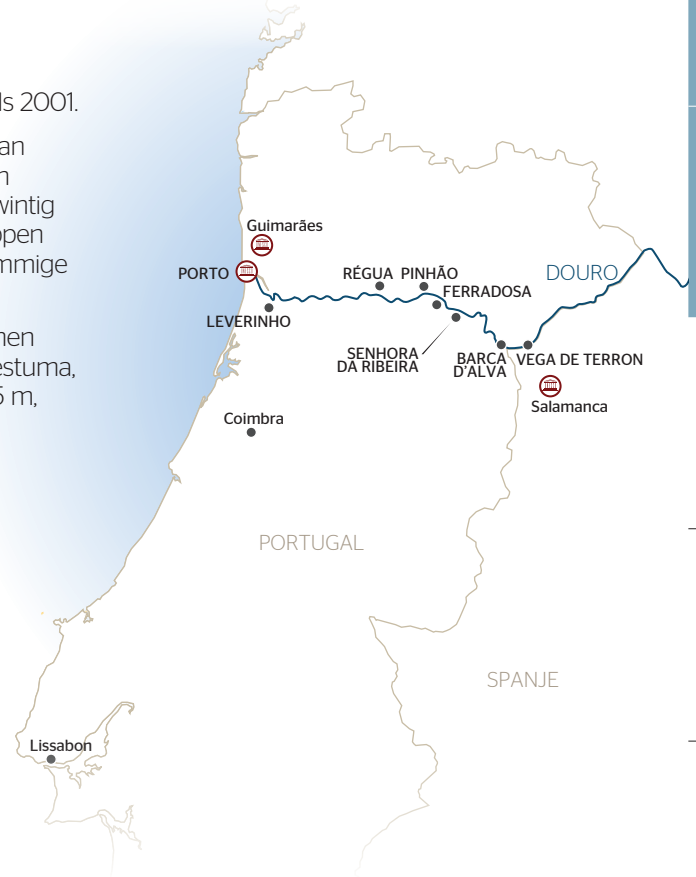 ls 2001.
an
n
wintig
ppen
mmige
nen
estuma,
5 m,
Guimarães
PORTO
RÉGUA
PINHÃO
DOURO
FERRADOSA
LEVERINHO
SENHORA
DA RIBEIRA
BARCA
D'ALVA
VEGA DE TERRON
Salamanca
Coimbra
PORTUGAL
SPANJE
Lissabon